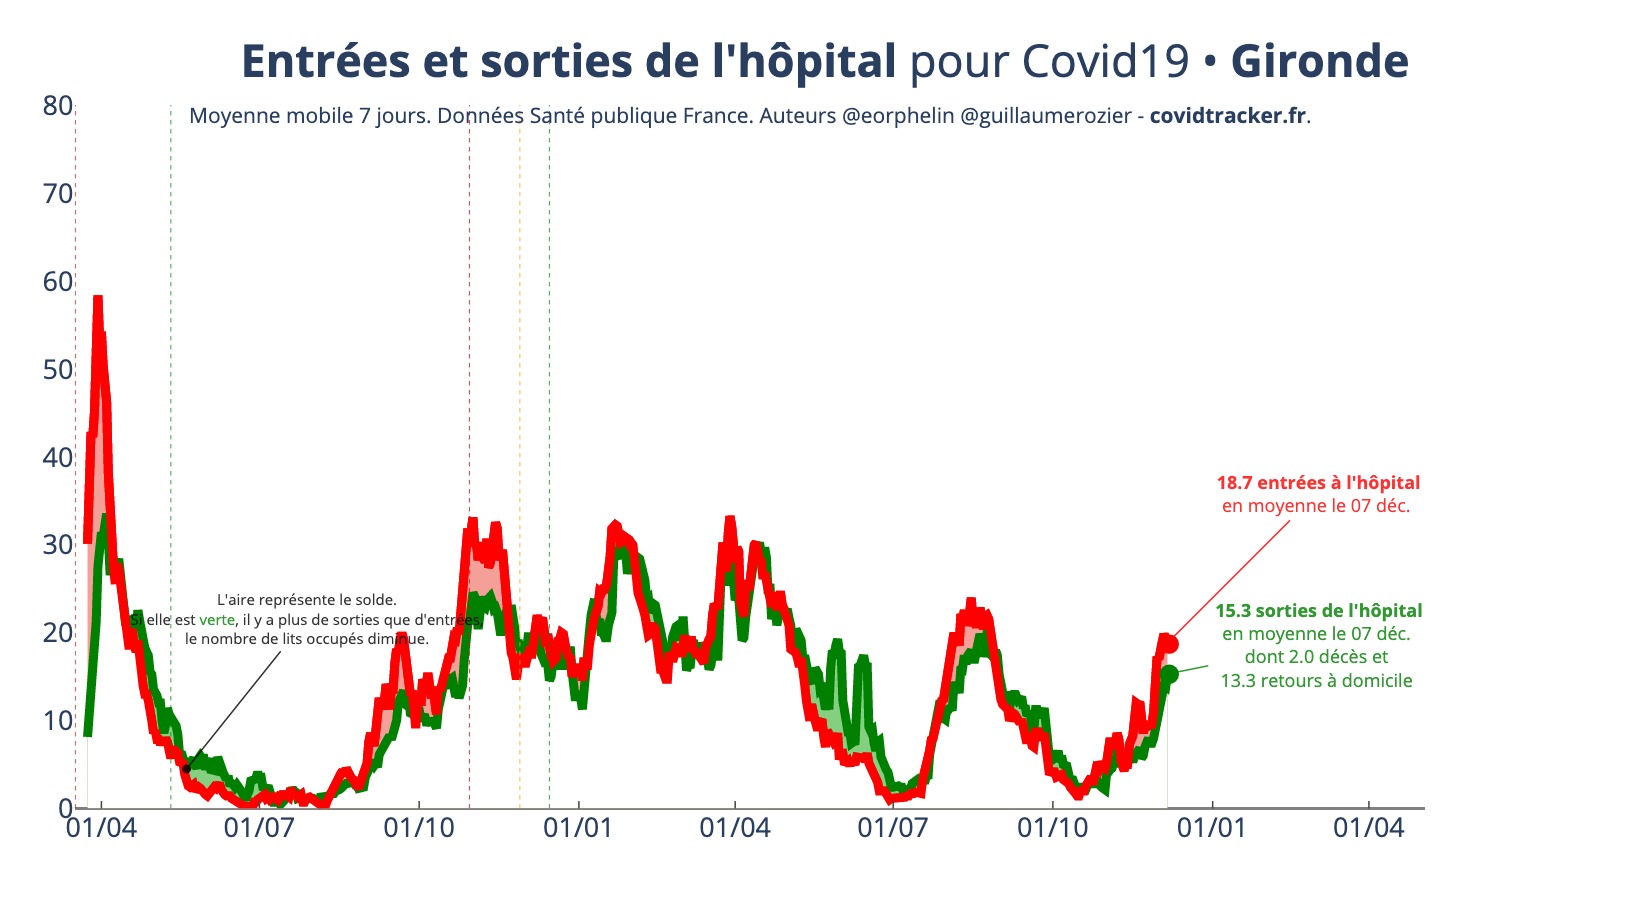 Entrées et sorties de l'hôpital pour Covid19 • Gironde
Moyenne mobile 7 jours. Données Santé publique France. Auteurs @eorphelin @guillaumerozier - covidtracker.fr.
80
70
60
50
40
30
20
10
0
18.7 entrées à l'hôpital
en moyenne le 07 déc.
L'aire représente le solde.
Si elle est verte, il y a plus de sorties que d'entrées,
le nombre de lits occupés diminue.
15.3 sorties de l'hôpital
en moyenne le 07 déc.
dont 2.0 décès et
13.3 retours à domicile
01/04 01/07 01/10 01/01 01/04 01/07 01/10 01/01 01/04